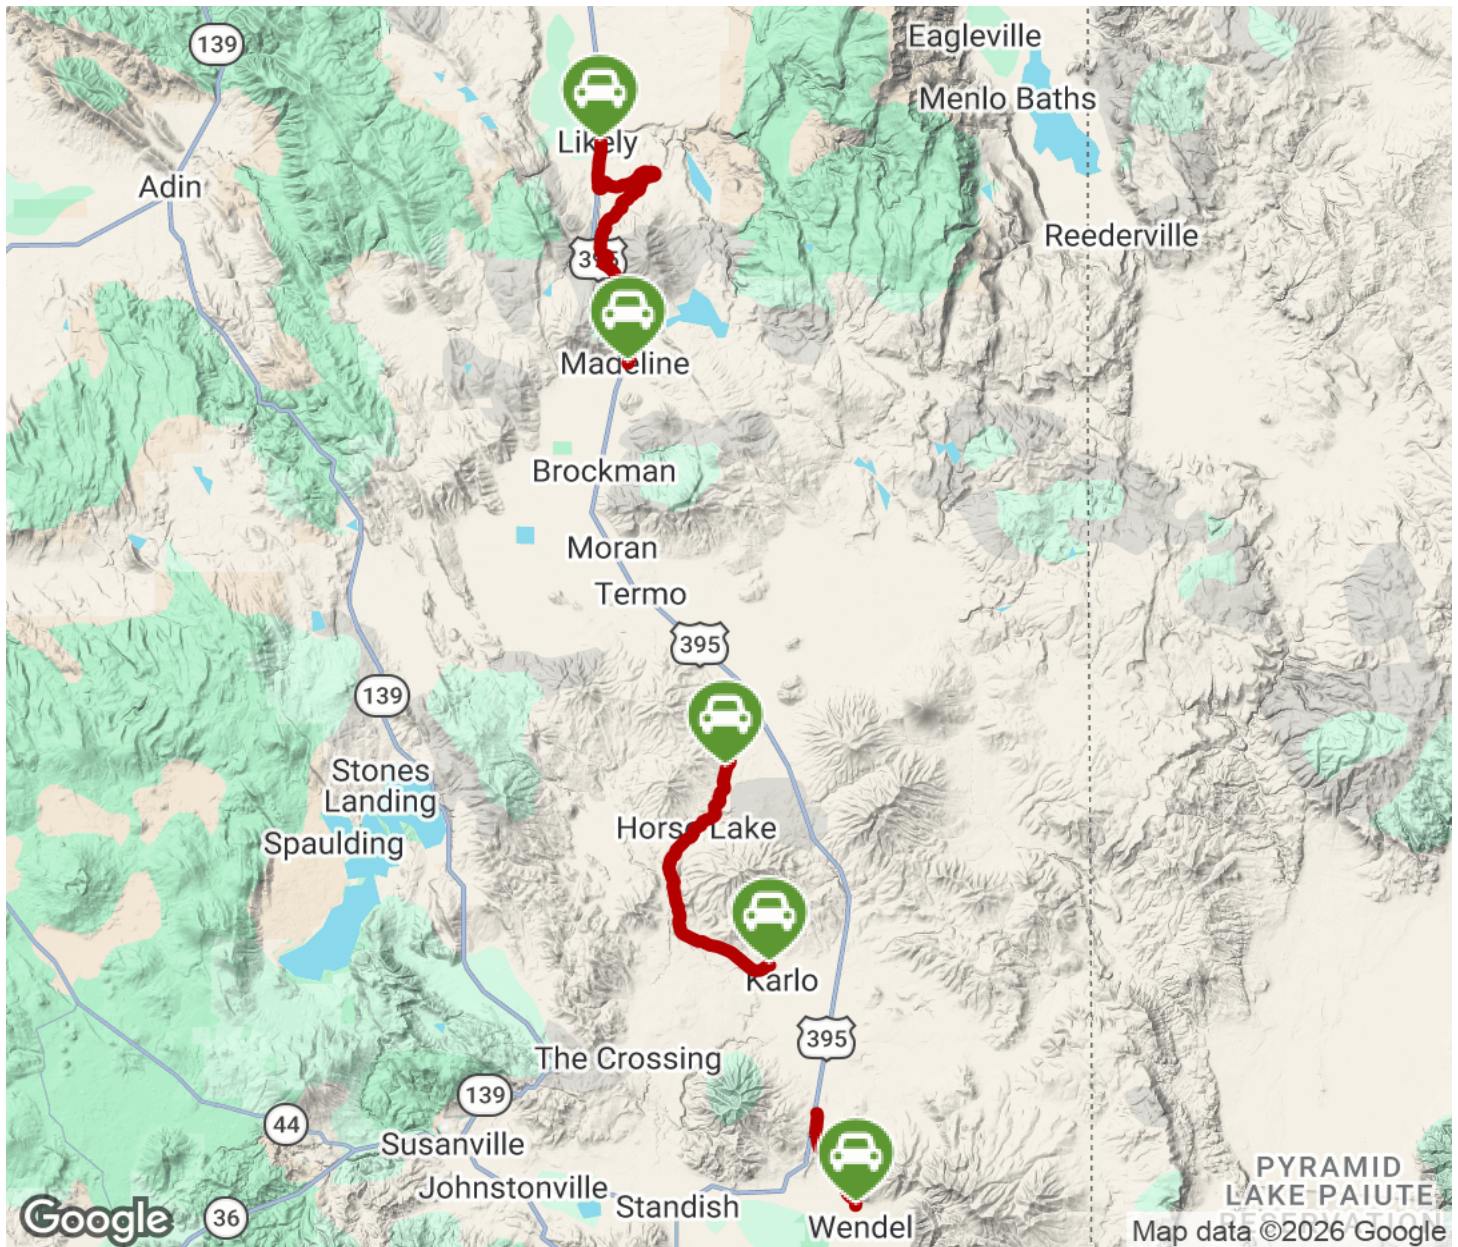 139
Eagleville
Menlo Baths
Likely
Adin
Reederville
395
Madeline
Brockman
Moran
Termo
395
139
Stones
Landing
Horse Lake
Spaulding
Karlo
395
The Crossing
139
44
Susanville
PYRAMID
LAKE PAIUTE
RESERVATION
Johnstonville
Standish
36
Wendel
Google
Map data ©2026 Google